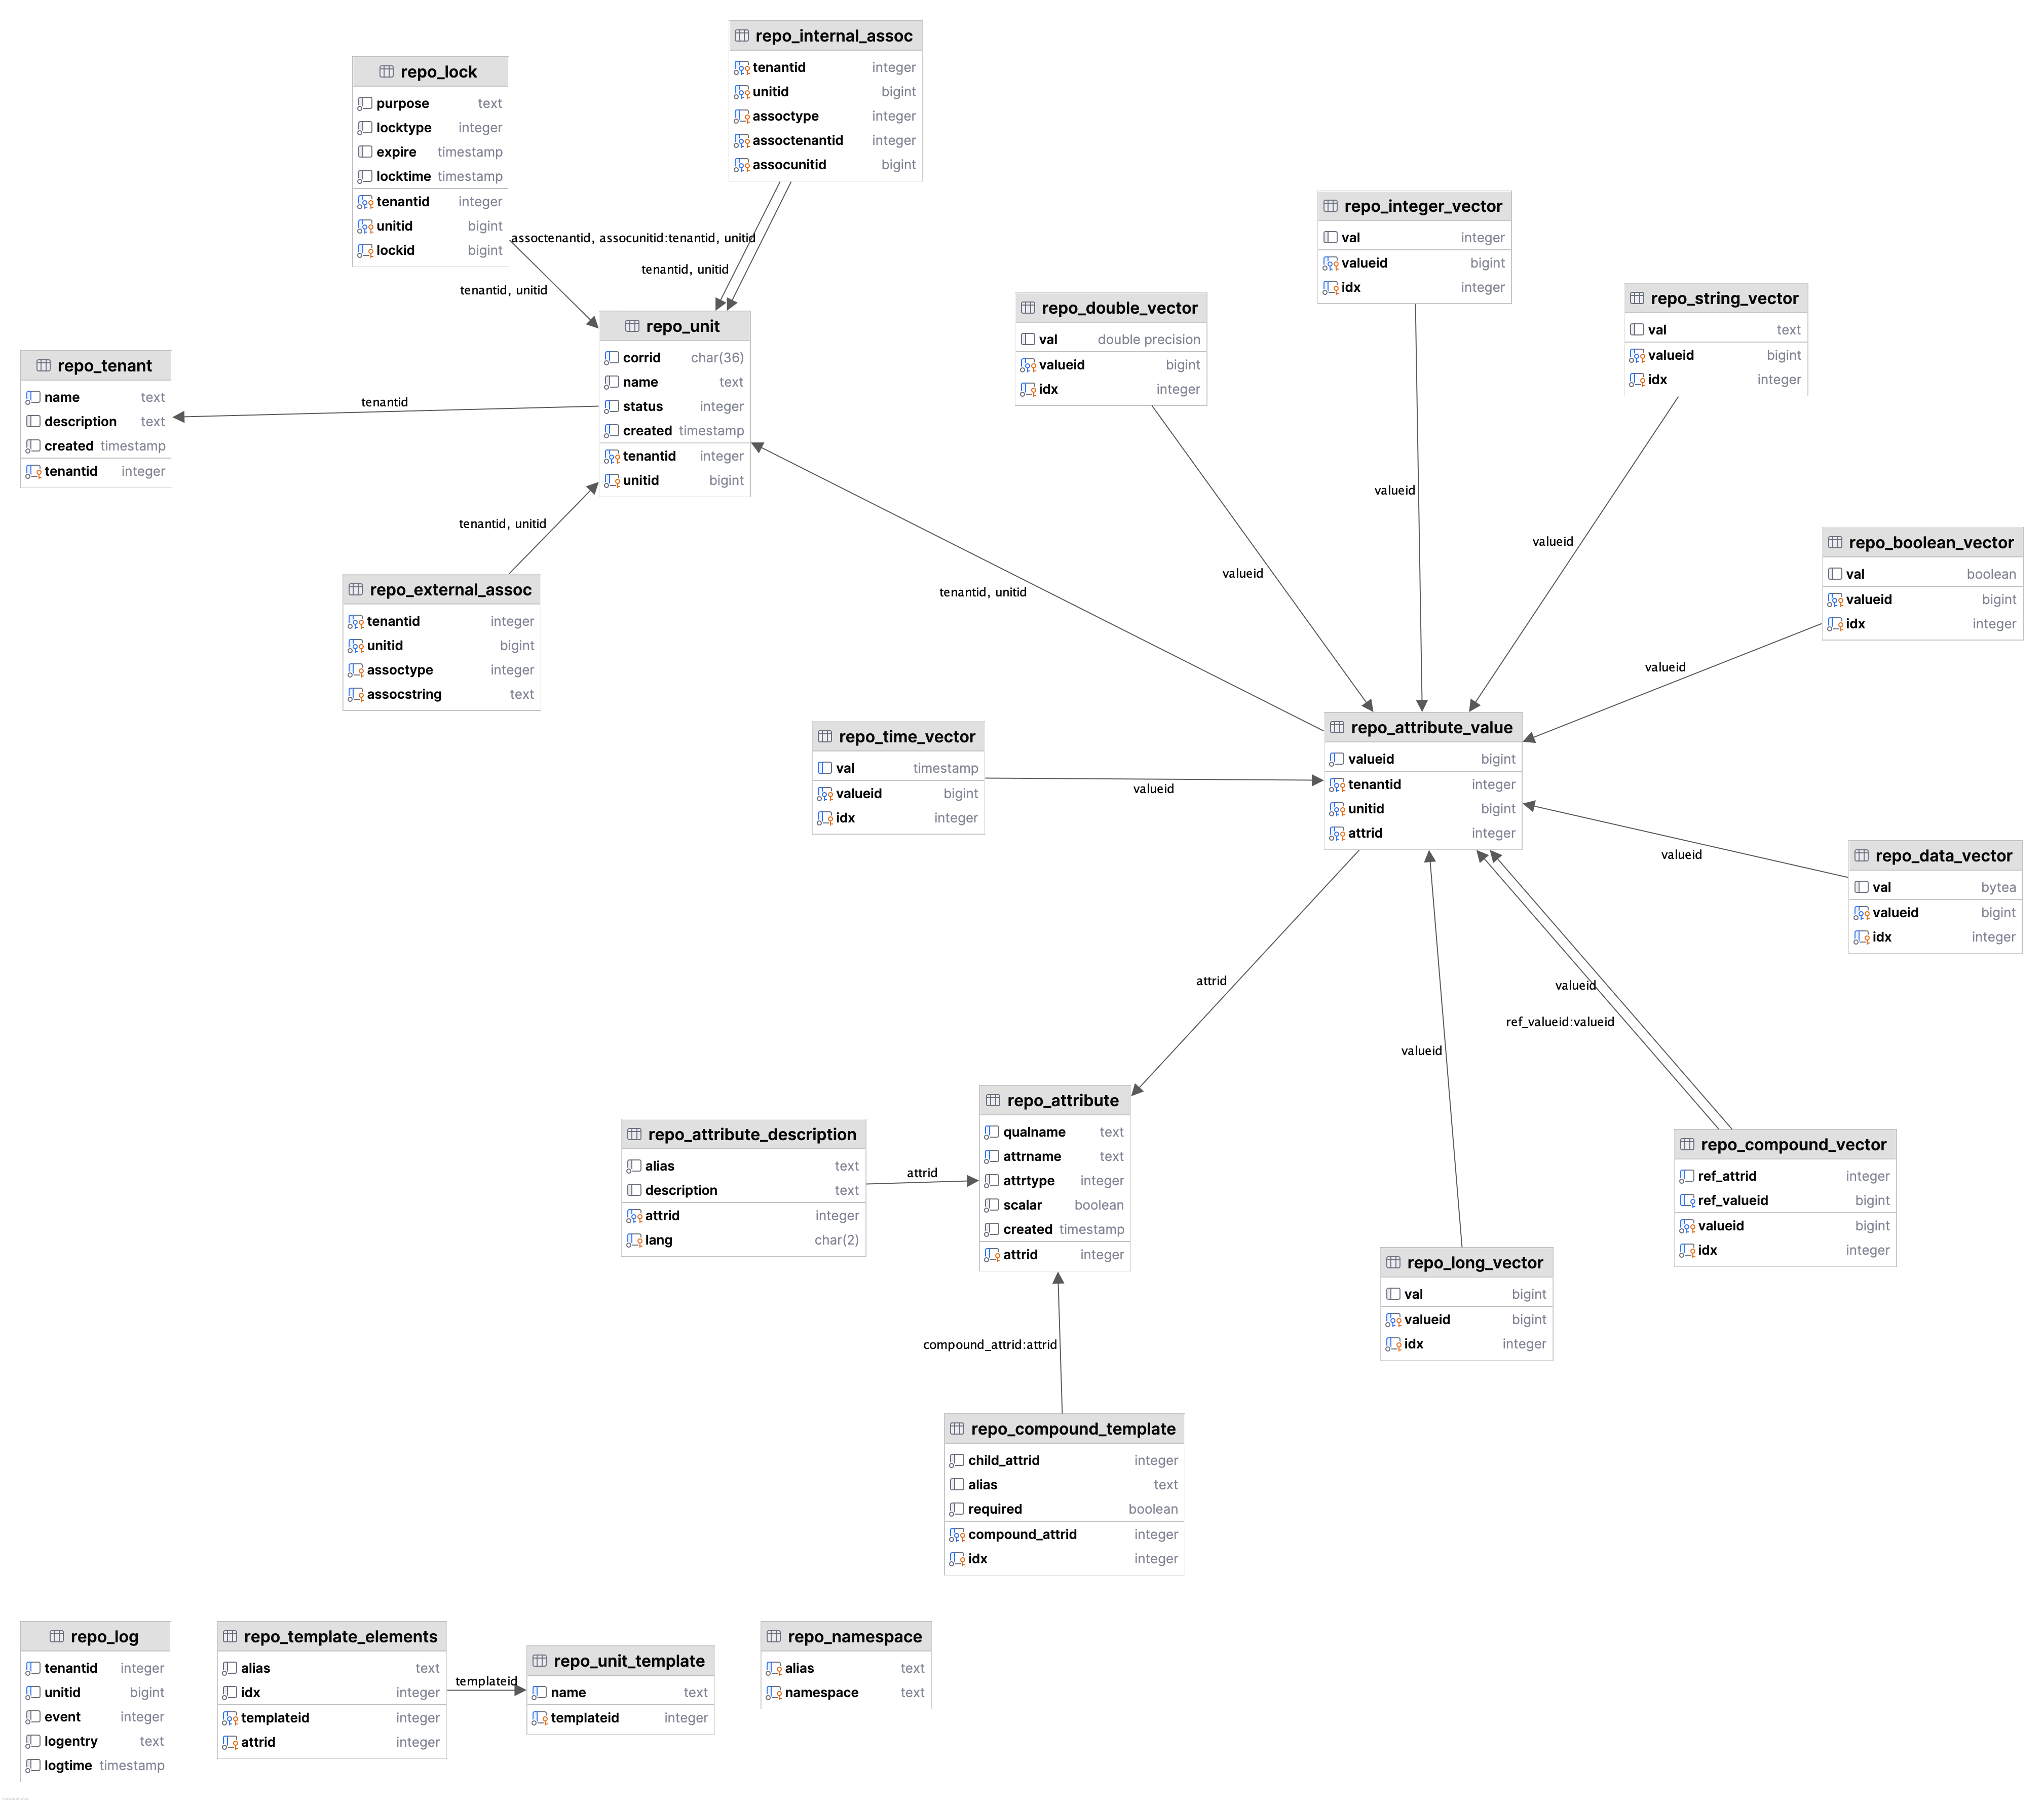 repo_internal_assoc
tenantid integer
unitid bigint
assoctype integer
assoctenantid integer
assocunitid bigint
repo_lock
purpose text
locktype integer
expire timestamp
locktime timestamp
tenantid integer
unitid bigint
lockid bigint
assoctenantid, assocunitid:tenantid, unitid
tenantid, unitid
tenantid, unitid
repo_integer_vector
val integer
valueid bigint
idx integer
repo_double_vector
val double precision
valueid bigint
idx integer
repo_string_vector
val text
valueid bigint
idx integer
repo_unit
corrid char(36)
name text
status integer
created timestamp
tenantid integer
unitid bigint
repo_tenant
name text
description text
created timestamp
tenantid integer
tenantid
tenantid, unitid
valueid
valueid
valueid
repo_boolean_vector
val boolean
valueid bigint
idx integer
repo_external_assoc
tenantid integer
unitid bigint
assoctype integer
assocstring text
tenantid, unitid
valueid
repo_time_vector
val timestamp
valueid bigint
idx integer
valueid
repo_attribute_value
valueid bigint
tenantid integer
unitid bigint
attrid integer
valueid
repo_data_vector
val bytea
valueid bigint
idx integer
attrid
valueid
ref_valueid:valueid
valueid
repo_attribute
qualname text
attrname text
attrtype integer
scalar boolean
created timestamp
attrid integer
repo_attribute_description
alias text
description text
attrid integer
lang char(2)
attrid
repo_compound_vector
ref_attrid integer
ref_valueid bigint
valueid bigint
idx integer
repo_long_vector
val bigint
valueid bigint
idx integer
compound_attrid:attrid
repo_compound_template
child_attrid integer
alias text
required boolean
compound_attrid integer
idx integer
repo_log
tenantid integer
unitid bigint
event integer
logentry text
logtime timestamp
repo_template_elements
alias text
idx integer
templateid integer
attrid integer
templateid
repo_unit_template
name text
templateid integer
repo_namespace
alias text
namespace text